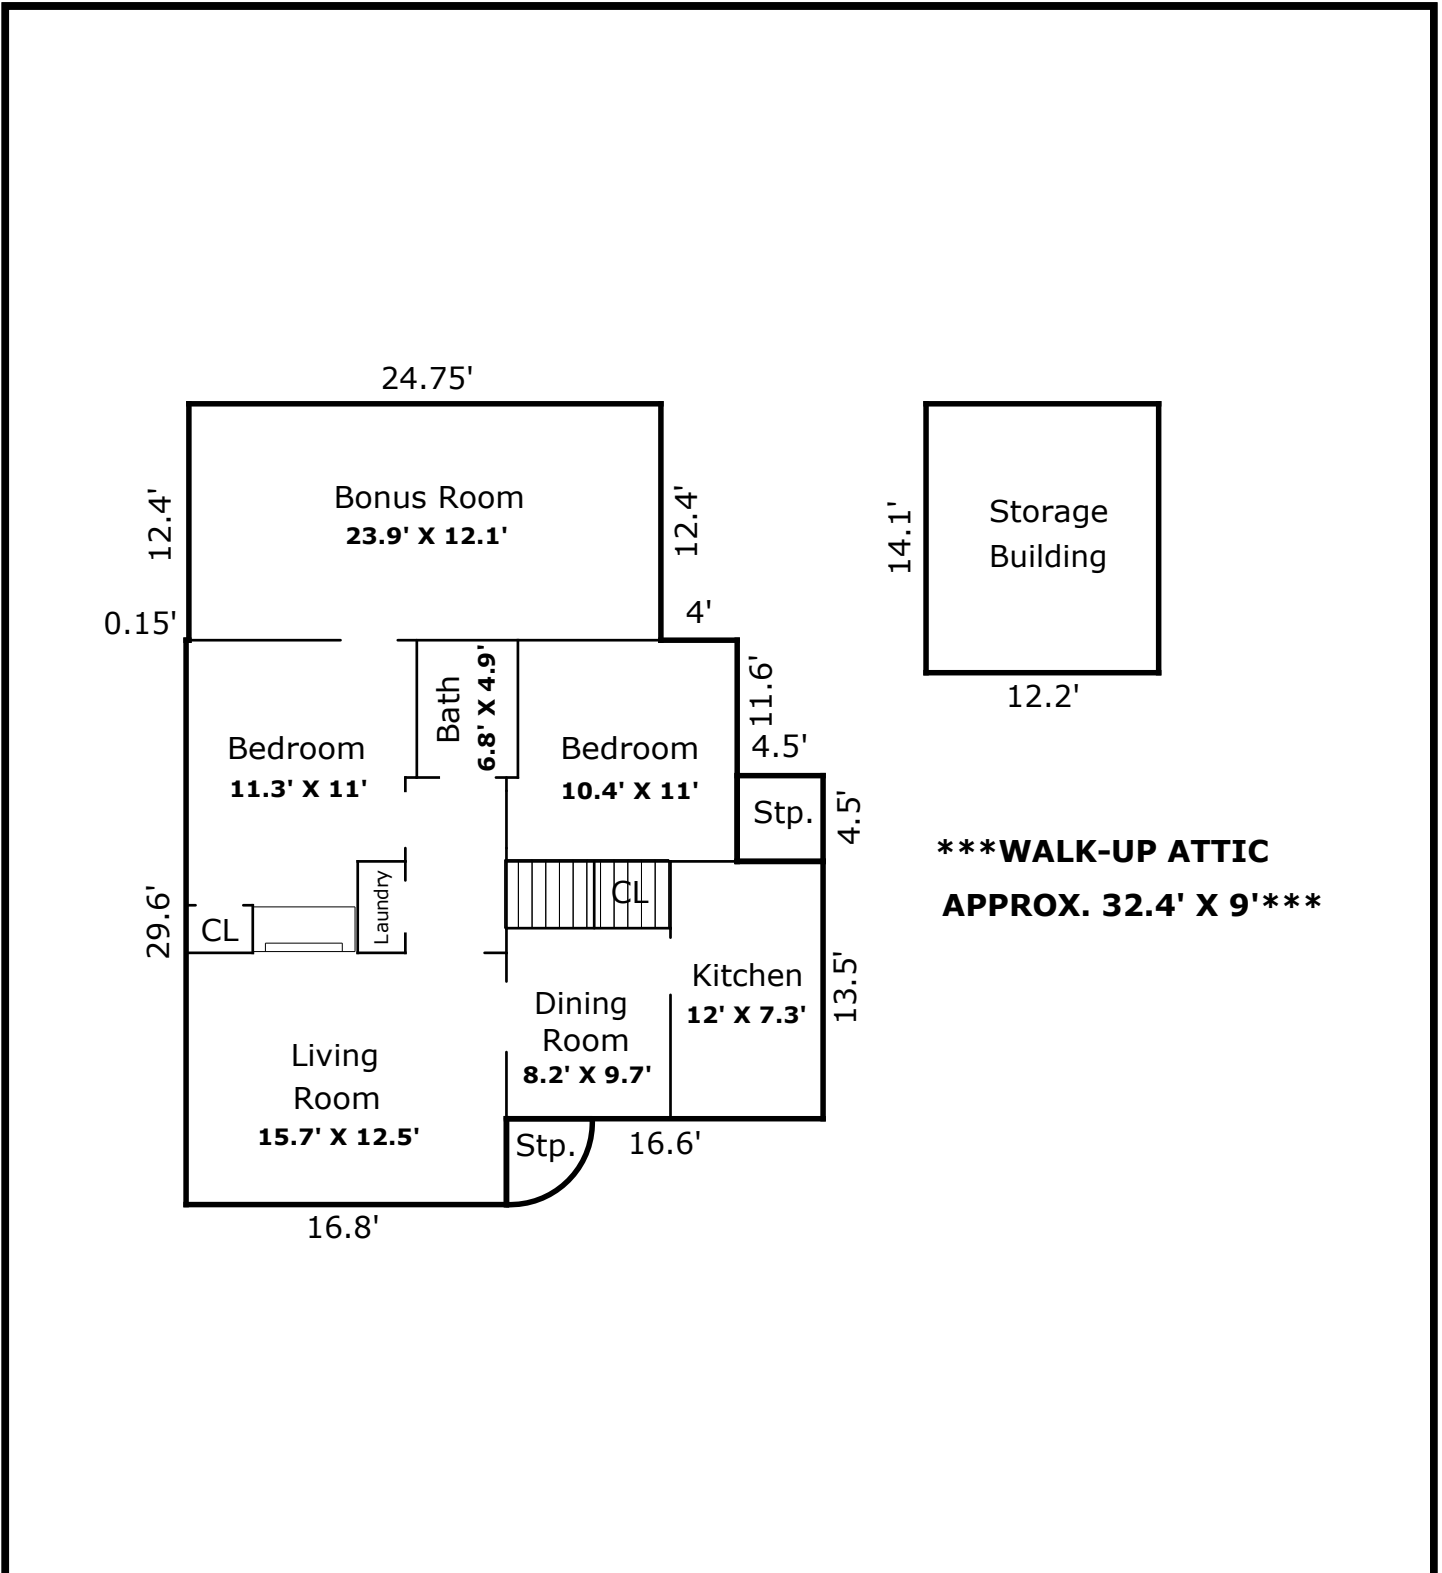 24.75'
Bonus Room
23.9' X 12.1'
12.4'
12.4'
0.15'
4'
Storage
Building
14.1'
12.2'
Bath
6.8' X 4.9'
11.6'
Bedroom
11.3' X 11'
Bedroom
10.4' X 11'
4.5'
Stp.
4.5'
***WALK-UP ATTIC
APPROX. 32.4' X 9'***
29.6'
CL
Laundry
CL
Kitchen
12' X 7.3'
13.5'
Dining
Room
8.2' X 9.7'
Living
Room
15.7' X 12.5'
Stp.
16.6'
16.8'